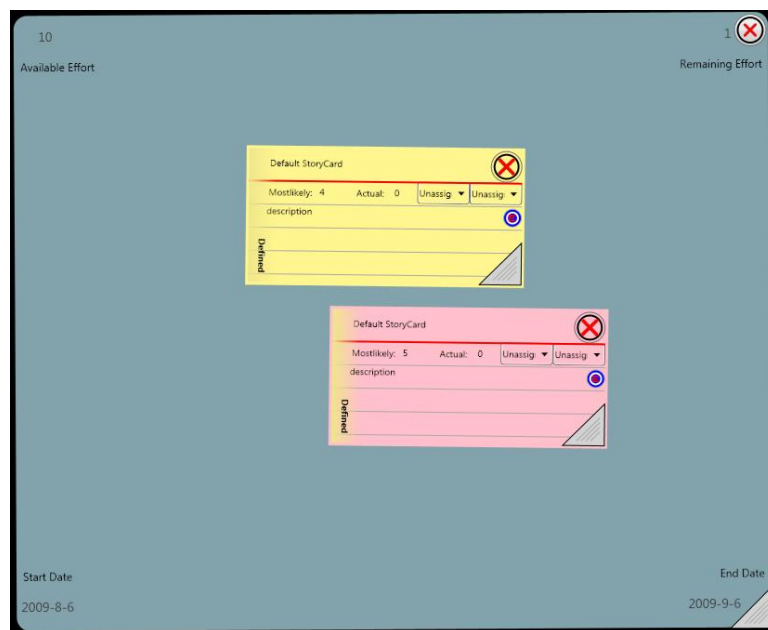 10
1
Available Effort
Remaining Effort
Default StoryCard
Mostlikely: 4 Actual: 0 Unassig Unassig
description
Defined
Default StoryCard
Mostlikely: 5 Actual: 0 Unassig Unassig
description
Defined
Start Date
End Date
2009-8-6
2009-9-6